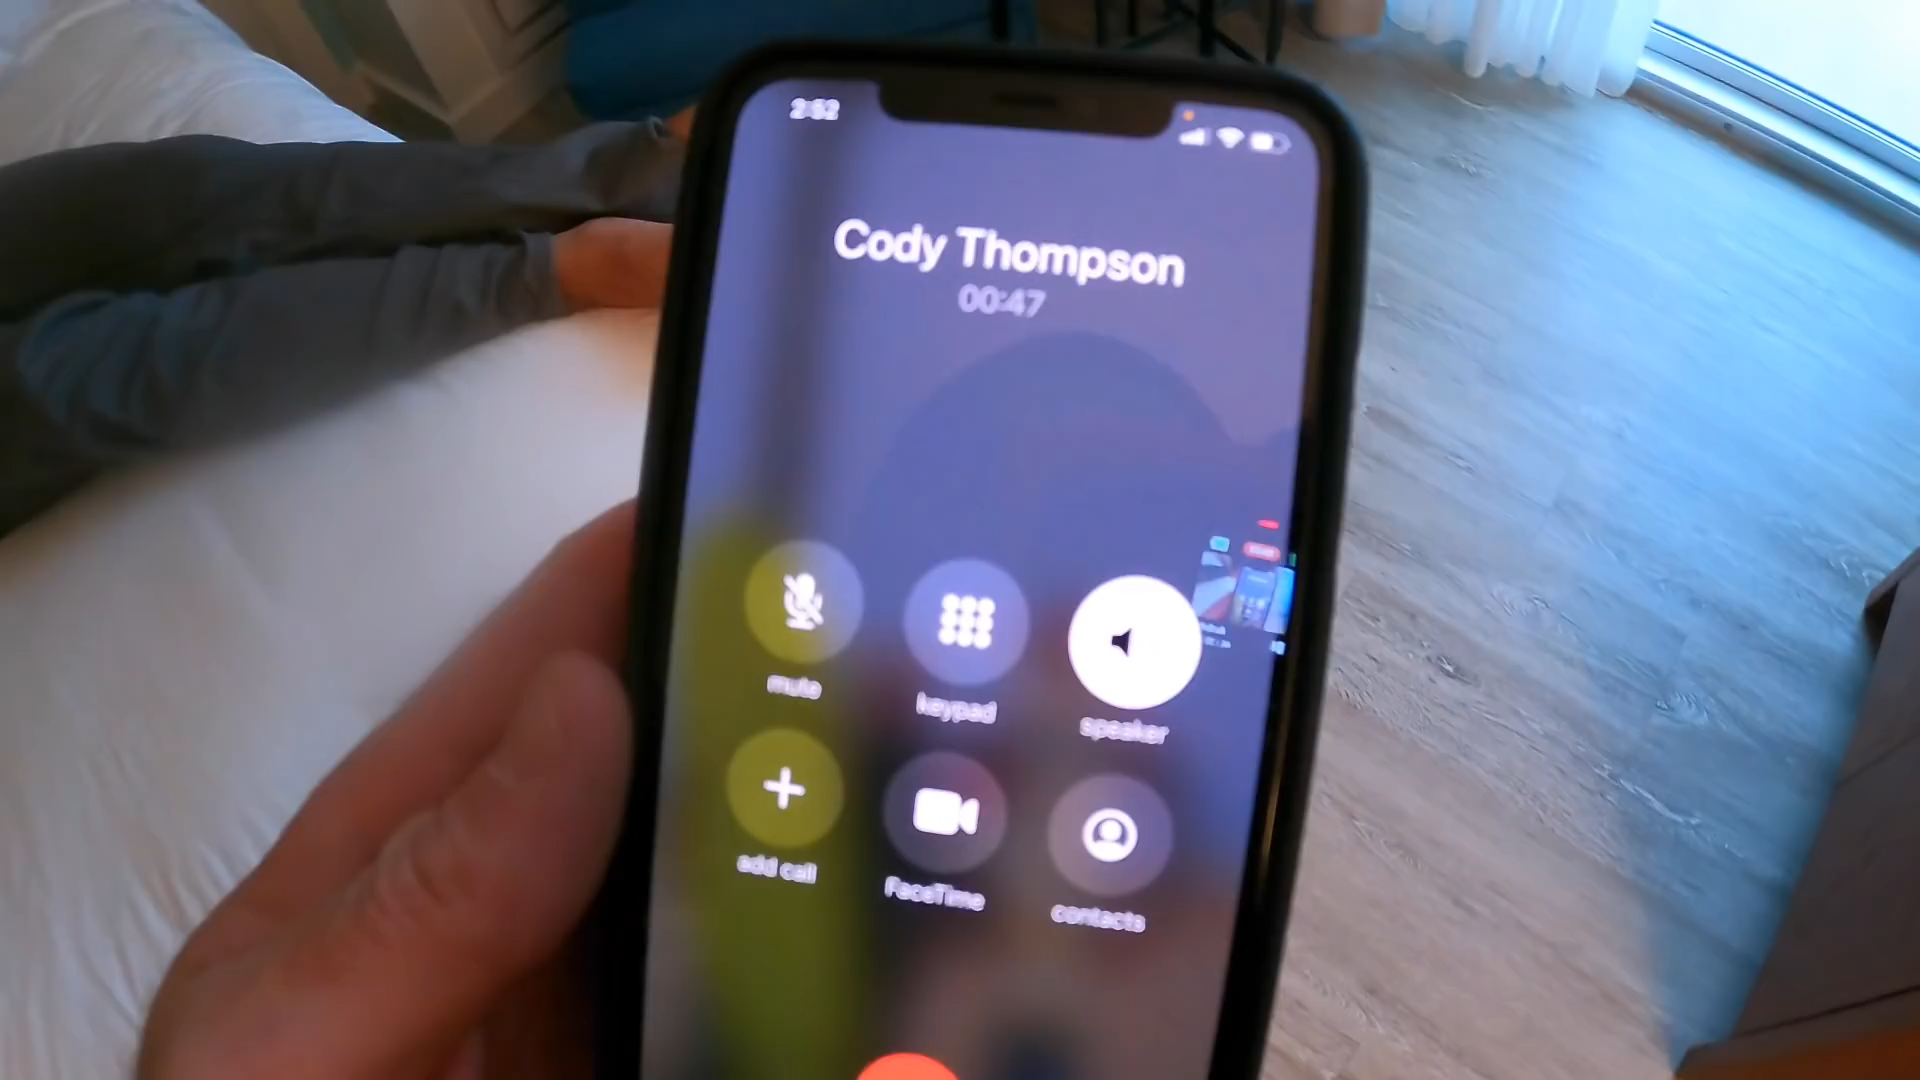 2:52
Cody Thompson
00:47
mute
keypad
speaker
add call
FaceTime
contacts